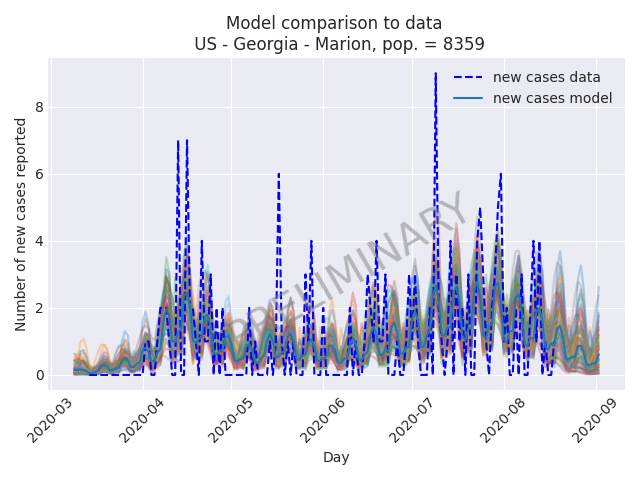 Model comparison to data
US - Georgia - Marion, pop. = 8359
new cases data
new cases model
Number of new cases reported
8
6
4
2
0
PRELIMINARY
2020-03
2020-04
2020-05
2020-06
2020-07
2020-08
2020-09
Day